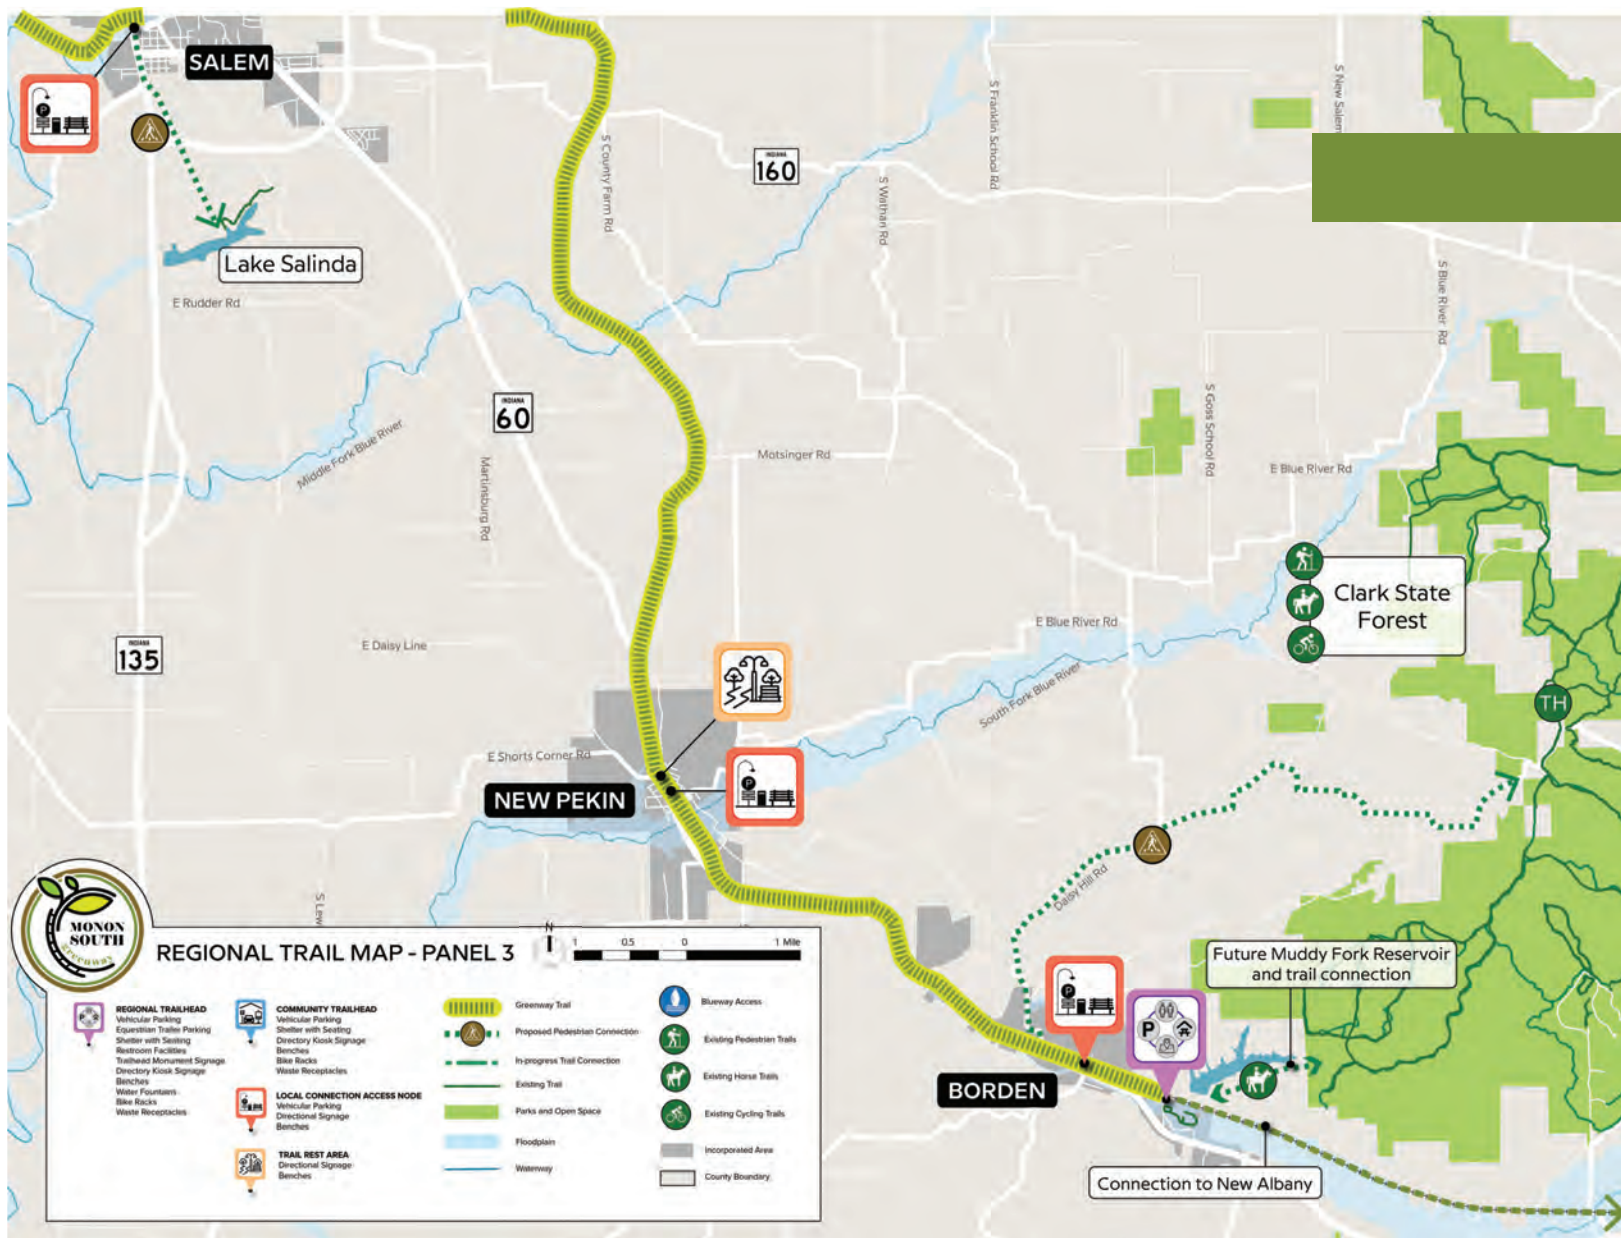 SALEM
P
INDIANA
160
S County Farm Rd
S Franklin School Rd
S New Salem
S Wathan Rd
Lake Salinda
E Rudder Rd
S Blue River Rd
INDIANA
60
Middle Fork Blue River
Martinsburg Rd
Motsinger Rd
S Goss School Rd
E Blue River Rd
Clark State
Forest
INDIANA
135
E Daisy Line
E Blue River Rd
South Fork Blue River
TH
E Shorts Corner Rd
NEW PEKIN
P
Daisy Hill Rd
S Lew
Future Muddy Fork Reservoir
and trail connection
P
P
BORDEN
Connection to New Albany
MONON
SOUTH
greenway
REGIONAL TRAIL MAP - PANEL 3
N
1
0.5
0
1 Mile
REGIONAL TRAILHEAD
Vehicular Parking
Equestrian Trailer Parking
Shelter with Seating
Restroom Facilities
Trailhead Monument Signage
Directory Kiosk Signage
Benches
Water Fountains
Bike Racks
Waste Receptacles
COMMUNITY TRAILHEAD
Vehicular Parking
Shelter with Seating
Directory Kiosk Signage
Benches
Bike Racks
Waste Receptacles
LOCAL CONNECTION ACCESS NODE
Vehicular Parking
Directional Signage
Benches
TRAIL REST AREA
Directional Signage
Benches
Greenway Trail
Proposed Pedestrian Connection
In-progress Trail Connection
Existing Trail
Parks and Open Space
Floodplain
Waterway
Blueway Access
Existing Pedestrian Trails
Existing Horse Trails
Existing Cycling Trails
Incorporated Area
County Boundary